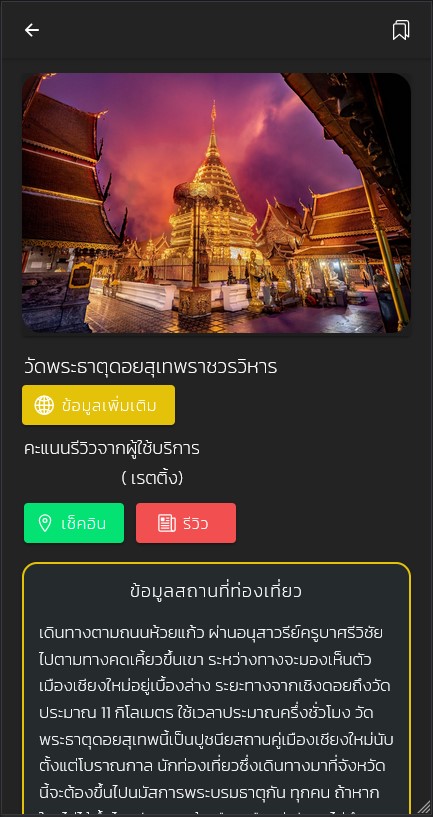 วัดพระธาตุดอยสุเทพราชวรวิหาร
ข้อมูลเพิ่มเติม
คะแนนรีวิวจากผู้ใช้บริการ
( เรตติ้ง)
เช็คอิน
รีวิว
ข้อมูลสถานที่ท่องเที่ยว
เดินทางตามถนนห้วยแก้ว ผ่านอนุสาวรีย์ครูบาศรีวิชัย
ไปตามทางคดเคี้ยวขึ้นเขา ระหว่างทางจะมองเห็นตัว
เมืองเชียงใหม่อยู่เบื้องล่าง ระยะทางจากเชิงดอยถึงวัด
ประมาณ 11 กิโลเมตร ใช้เวลาประมาณครึ่งชั่วโมง วัด
พระธาตุดอยสุเทพนี้เป็นปูชนียสถานคู่เมืองเชียงใหม่นับ
ตั้งแต่โบราณกาล นักท่องเที่ยวซึ่งเดินทางมาที่จังหวัด
นี้จะต้องขึ้นไปนมัสการพระบรมธาตุกัน ทุกคน ถ้าหาก